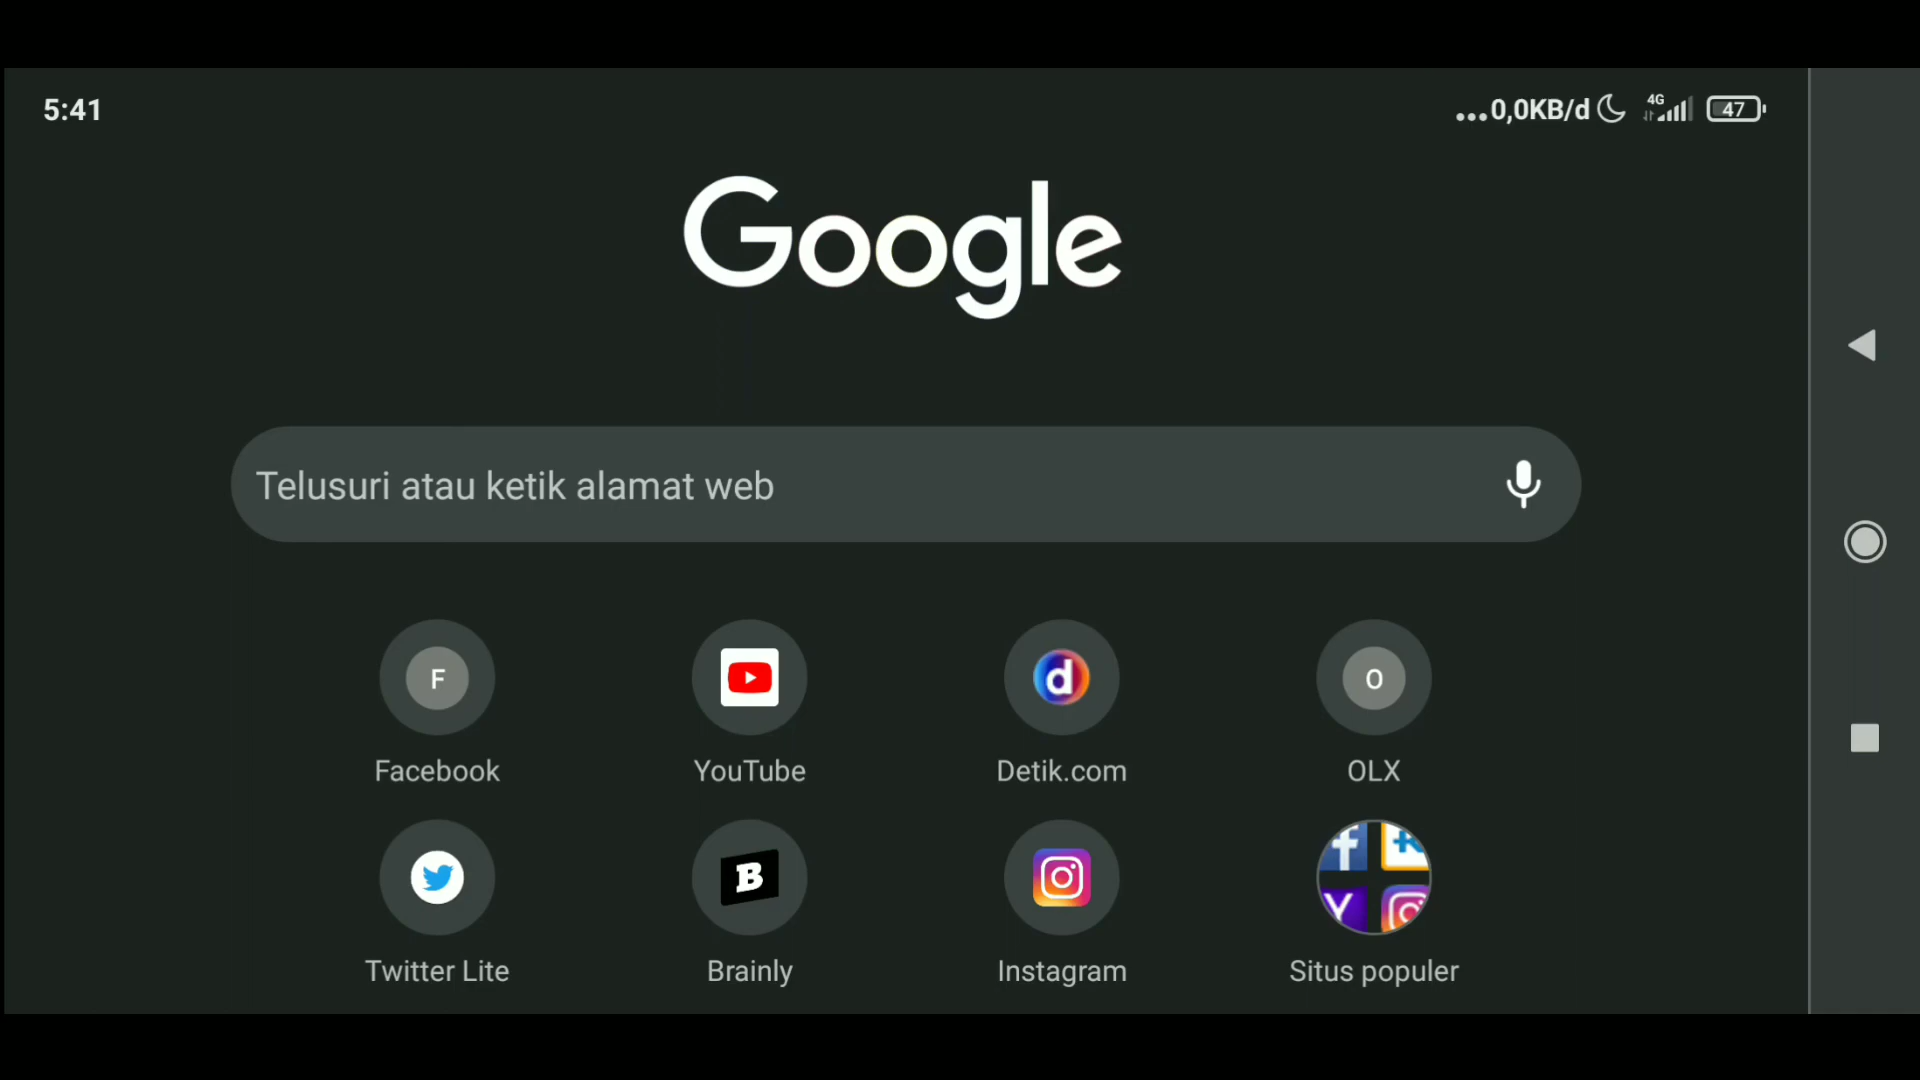 5:41
...0,0KB/d 4G 47
Google
Telusuri atau ketik alamat web
F
O
Facebook
YouTube
Detik.com
OLX
Twitter Lite
Brainly
Instagram
Situs populer